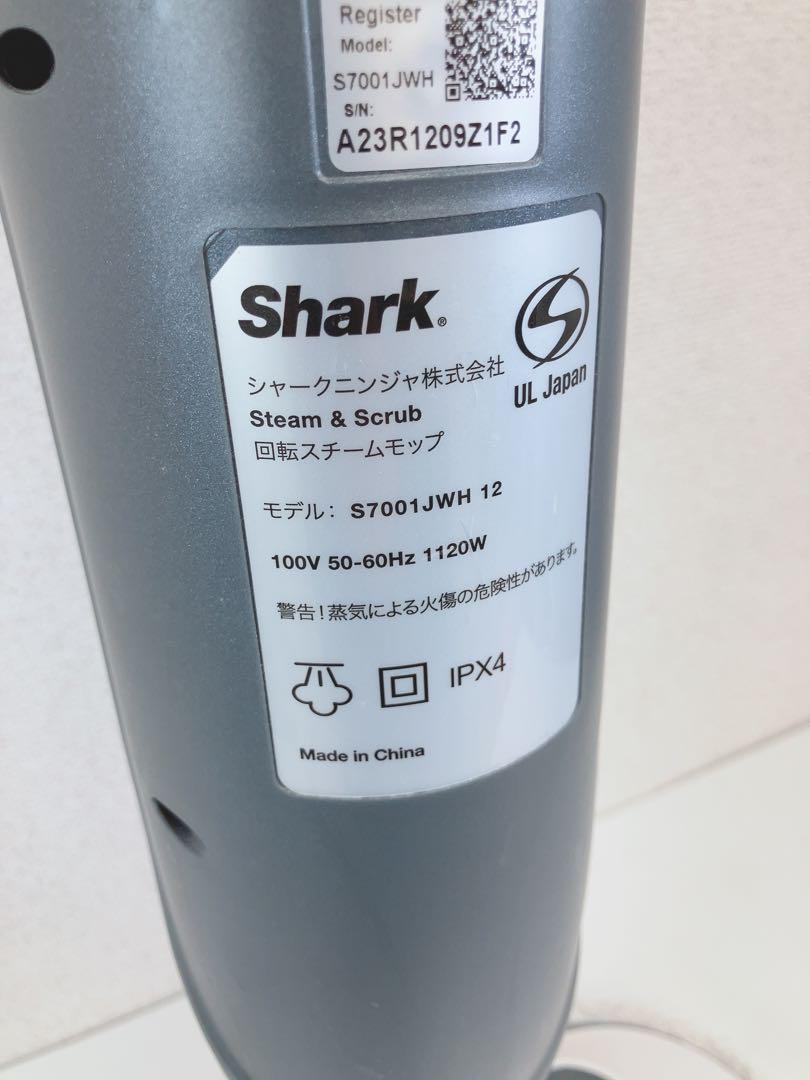 Register
Model:
S7001JWH
S/N:
A23R1209Z1F2
Shark®
UL Japan
シャークニンジャ株式会社
Steam & Scrub
回転スチームモップ
モデル: S7001JWH 12
100V 50-60Hz 1120W
警告!蒸気による火傷の危険性があります。
IPX4
Made in China